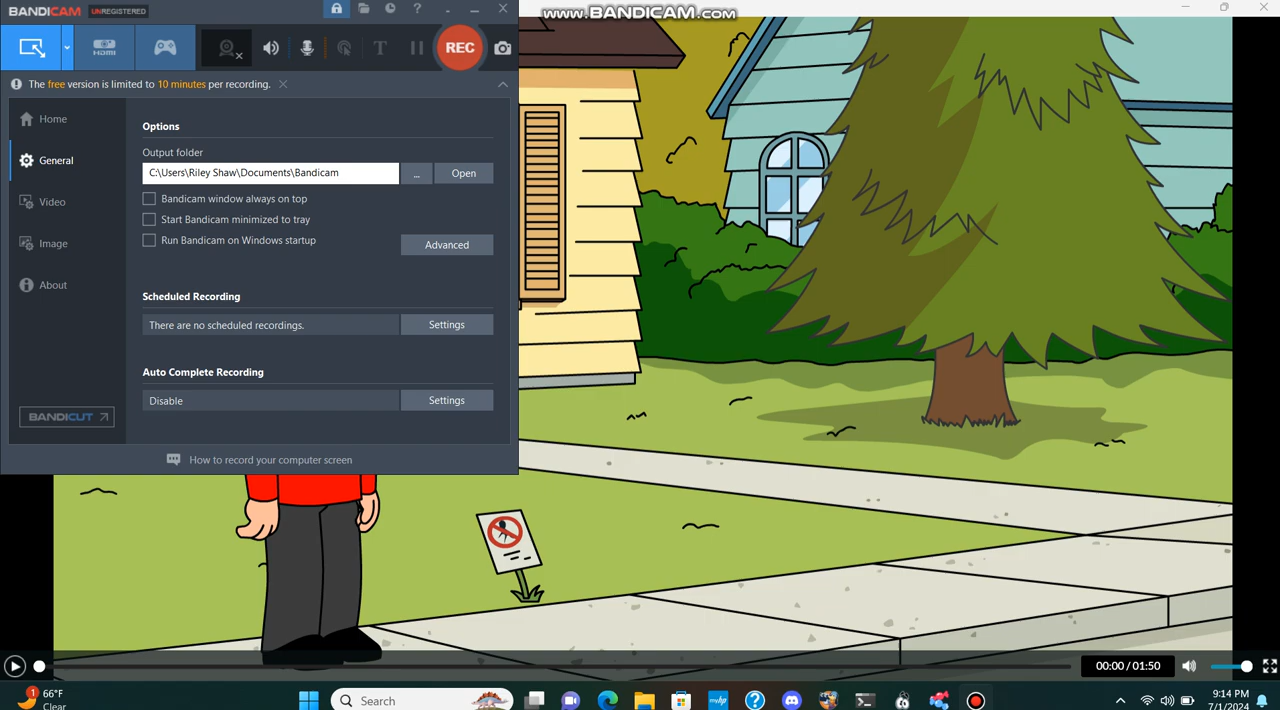 BANDICAM UNREGISTERED
www.BANDICAM.com
HDMI
T
REC
The free version is limited to 10 minutes per recording.
Home
General
Video
Image
About
BANDICUT
Options
Output folder
C:\Users\Riley Shaw\Documents\Bandicam
...
Open
Bandicam window always on top
Start Bandicam minimized to tray
Run Bandicam on Windows startup
Advanced
Scheduled Recording
There are no scheduled recordings.
Settings
Auto Complete Recording
Disable
Settings
How to record your computer screen
00:00 / 01:50
1
66°F
Clear
Search
myhp
9:14 PM
7/1/2024